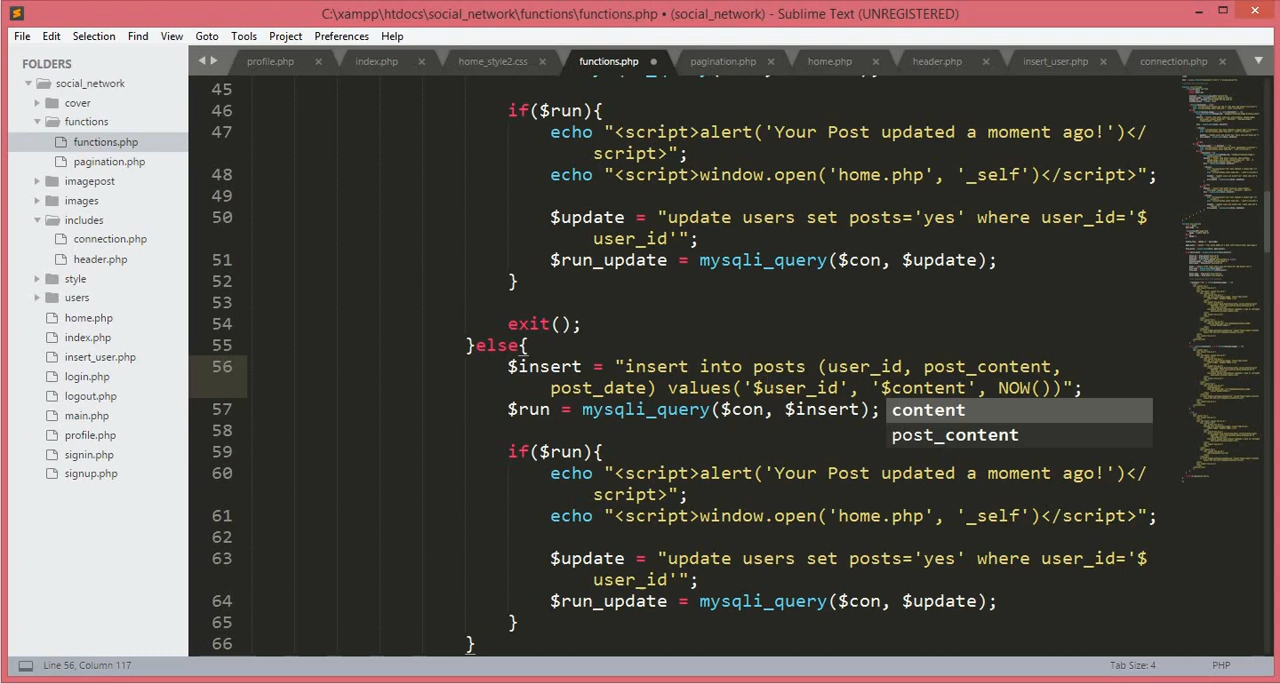 C:\xampp\htdocs\social_network\functions\functions.php • (social_network) - Sublime Text (UNREGISTERED)
File Edit Selection Find View Goto Tools Project Preferences Help
profile.php × index.php × home_style2.css × functions.php pagination.php × home.php × header.php × insert_user.php × connection.php ×
FOLDERS
social_network
cover
functions
functions.php
pagination.php
imagepost
images
includes
connection.php
header.php
style
users
home.php
index.php
insert_user.php
login.php
logout.php
main.php
profile.php
signin.php
signup.php
45
46 if($run){
47 echo "<script>alert('Your Post updated a moment ago!')</
script>";
48 echo "<script>window.open('home.php', '_self')</script>";
49
50 $update = "update users set posts='yes' where user_id='$
user_id'";
51 $run_update = mysqli_query($con, $update);
52 }
53
54 exit();
55 }else{
56 $insert = "insert into posts (user_id, post_content,
post_date) values('$user_id', '$content', NOW())";
57 $run = mysqli_query($con, $insert);
content
post_content
58
59 if($run){
60 echo "<script>alert('Your Post updated a moment ago!')</
script>";
61 echo "<script>window.open('home.php', '_self')</script>";
62
63 $update = "update users set posts='yes' where user_id='$
user_id'";
64 $run_update = mysqli_query($con, $update);
65 }
66 }
Line 56, Column 117
Tab Size: 4
PHP